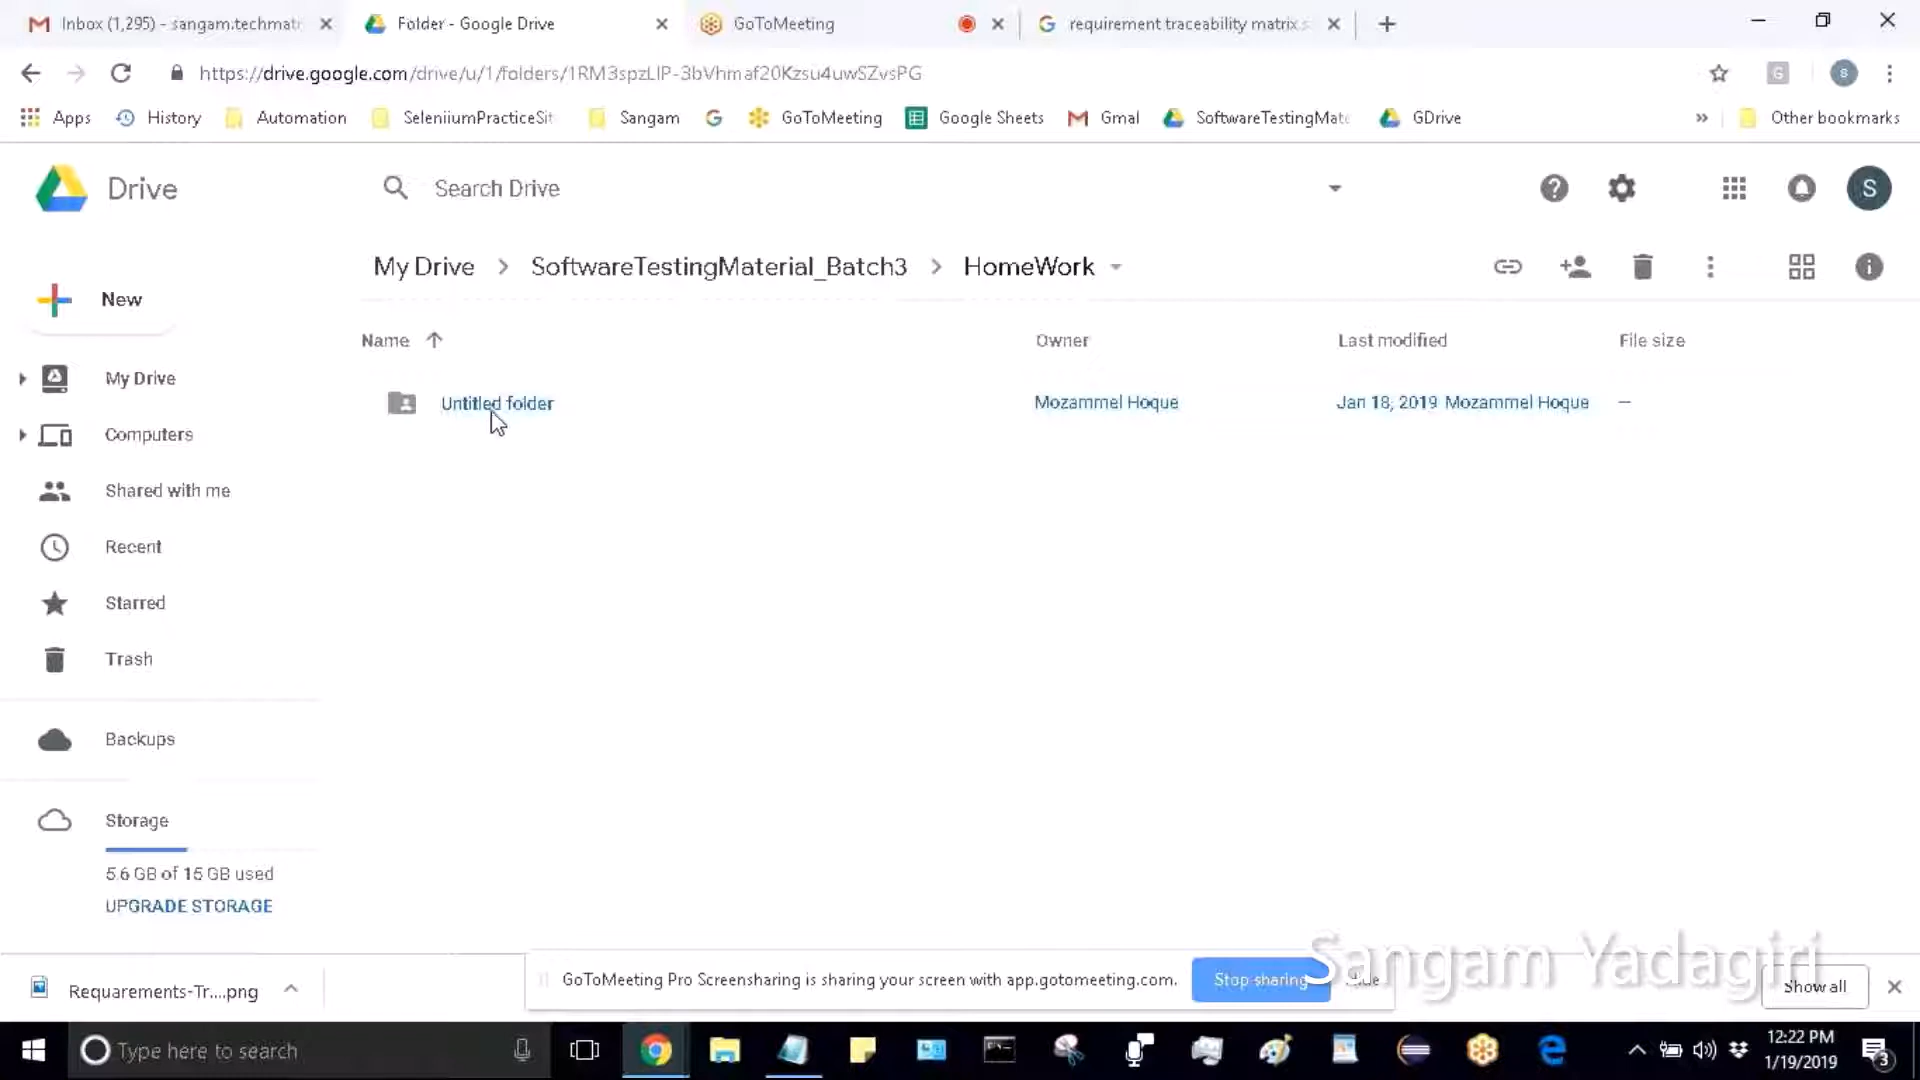 Inbox (1,295) - sangam.techmat
Folder - Google Drive
GoToMeeting
requirement traceability matrix s
https://drive.google.com/drive/u/1/folders/1RM3spzLIP-3bVhmaf20Kzsu4uwSZvsPG
Apps
History
Automation
SeleniiumPracticeSit
Sangam
GoToMeeting
Google Sheets
Gmal
SoftwareTestingMate
GDrive
»
Other bookmarks
Drive
Search Drive
S
My Drive > SoftwareTestingMaterial_Batch3 > HomeWork
New
Name
Owner
Last modified
File size
Untitled folder
Mozammel Hoque
Jan 18, 2019 Mozammel Hoque
—
My Drive
Computers
Shared with me
Recent
Starred
Trash
Backups
Storage
5.6 GB of 15 GB used
UPGRADE STORAGE
Sangam Yadagiri
Requarements-Tr....png
GoToMeeting Pro Screensharing is sharing your screen with app.gotomeeting.com.
Stop sharing
Show all
Type here to search
12:22 PM
1/19/2019
3